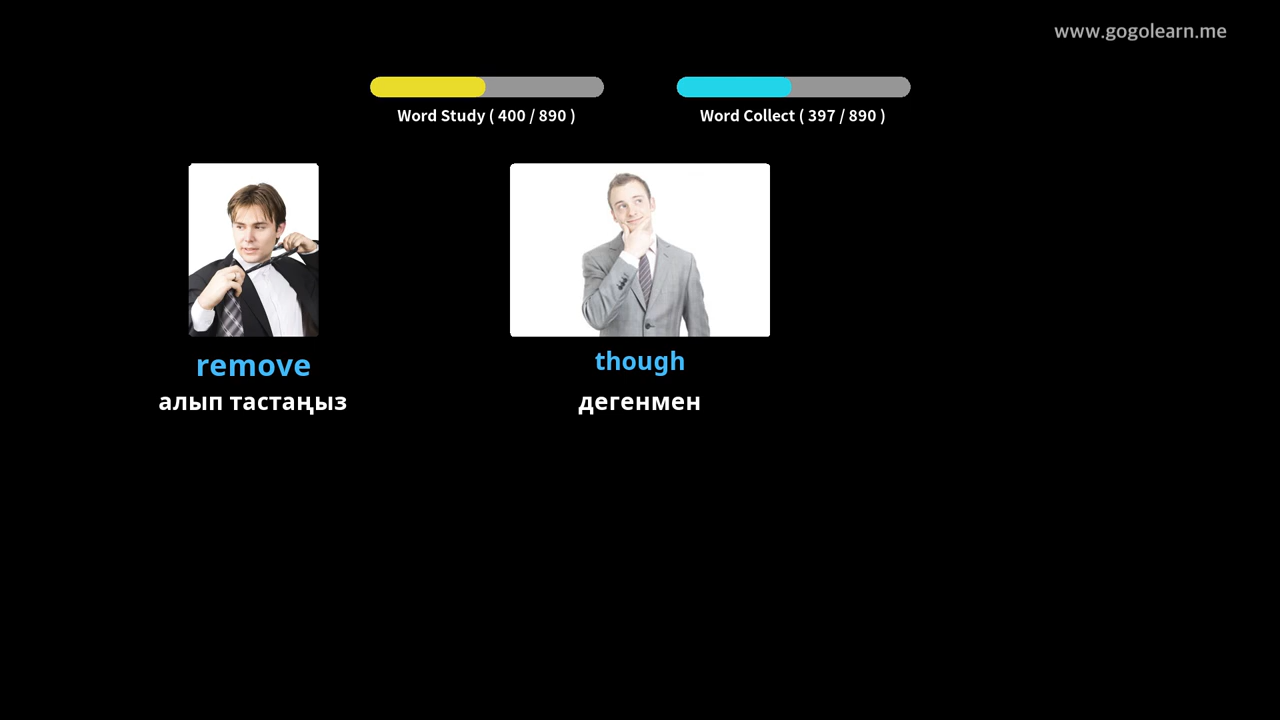 www.gogolearn.me
Word Study ( 400 / 890 )
Word Collect ( 397 / 890 )
remove
алып тастаңыз
though
дегенмен